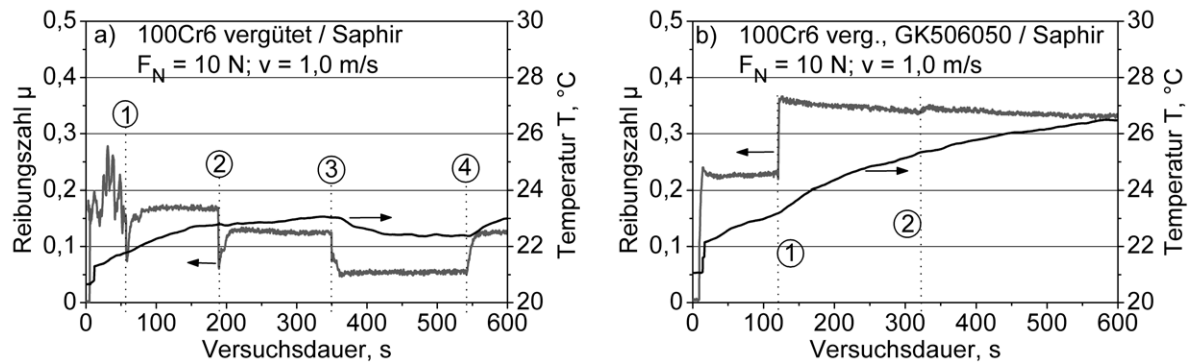 a) 100Cr6 vergütet / Saphir
F_N = 10 N; v = 1,0 m/s
Reibungszahl µ
0,5
0,4
0,3
0,2
0,1
0
30
28
26
24
22
20
Temperatur T, °C
1
2
3
4
0 100 200 300 400 500 600
Versuchsdauer, s
b) 100Cr6 verg., GK506050 / Saphir
F_N = 10 N; v = 1,0 m/s
Reibungszahl µ
0,5
0,4
0,3
0,2
0,1
0
30
28
26
24
22
20
Temperatur T, °C
1
2
0 100 200 300 400 500 600
Versuchsdauer, s